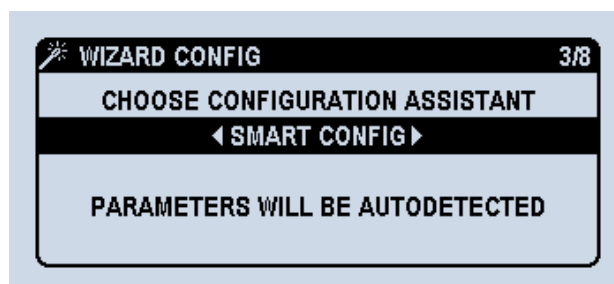 WIZARD CONFIG 3/8
CHOOSE CONFIGURATION ASSISTANT
SMART CONFIG
PARAMETERS WILL BE AUTODETECTED